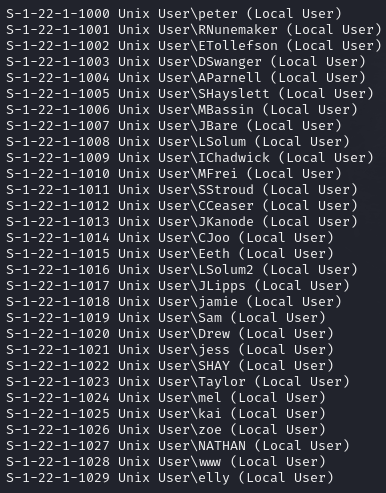 S-1-22-1-1000 Unix User\peter (Local User)
S-1-22-1-1001 Unix User\RNunemaker (Local User)
S-1-22-1-1002 Unix User\ETollefson (Local User)
S-1-22-1-1003 Unix User\DSwanger (Local User)
S-1-22-1-1004 Unix User\AParnell (Local User)
S-1-22-1-1005 Unix User\SHayslett (Local User)
S-1-22-1-1006 Unix User\MBassin (Local User)
S-1-22-1-1007 Unix User\JBare (Local User)
S-1-22-1-1008 Unix User\LSolum (Local User)
S-1-22-1-1009 Unix User\IChadwick (Local User)
S-1-22-1-1010 Unix User\MFrei (Local User)
S-1-22-1-1011 Unix User\SStroud (Local User)
S-1-22-1-1012 Unix User\CCeaser (Local User)
S-1-22-1-1013 Unix User\JKanode (Local User)
S-1-22-1-1014 Unix User\CJoo (Local User)
S-1-22-1-1015 Unix User\Eeth (Local User)
S-1-22-1-1016 Unix User\LSolum2 (Local User)
S-1-22-1-1017 Unix User\JLipps (Local User)
S-1-22-1-1018 Unix User\jamie (Local User)
S-1-22-1-1019 Unix User\Sam (Local User)
S-1-22-1-1020 Unix User\Drew (Local User)
S-1-22-1-1021 Unix User\jess (Local User)
S-1-22-1-1022 Unix User\SHAY (Local User)
S-1-22-1-1023 Unix User\Taylor (Local User)
S-1-22-1-1024 Unix User\mel (Local User)
S-1-22-1-1025 Unix User\kai (Local User)
S-1-22-1-1026 Unix User\zoe (Local User)
S-1-22-1-1027 Unix User\NATHAN (Local User)
S-1-22-1-1028 Unix User\www (Local User)
S-1-22-1-1029 Unix User\elly (Local User)